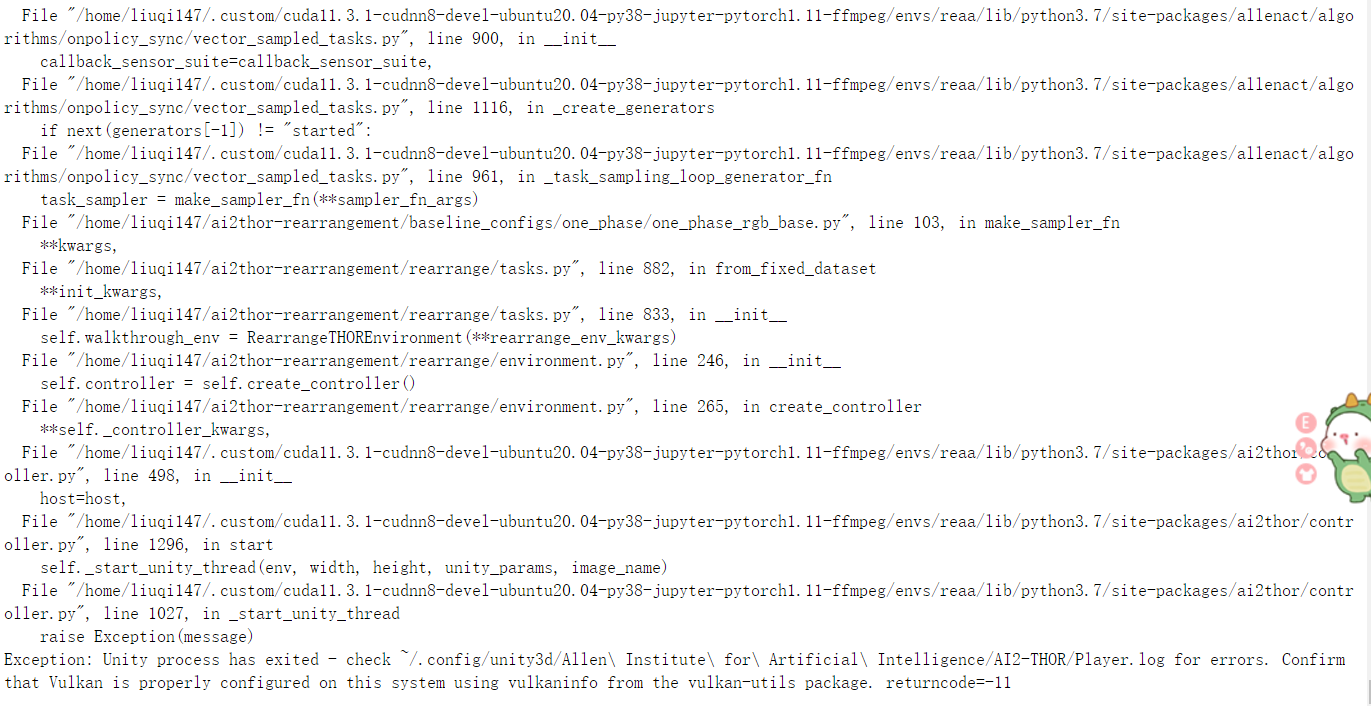 File "/home/liuqi147/.custom/cuda11.3.1-cudnn8-devel-ubuntu20.04-py38-jupyter-pytorch1.11-ffmpeg/envs/reaa/lib/python3.7/site-packages/allenact/algo
rithms/onpolicy_sync/vector_sampled_tasks.py", line 900, in __init__
callback_sensor_suite=callback_sensor_suite,
File "/home/liuqi147/.custom/cuda11.3.1-cudnn8-devel-ubuntu20.04-py38-jupyter-pytorch1.11-ffmpeg/envs/reaa/lib/python3.7/site-packages/allenact/algo
rithms/onpolicy_sync/vector_sampled_tasks.py", line 1116, in _create_generators
if next(generators[-1]) != "started":
File "/home/liuqi147/.custom/cuda11.3.1-cudnn8-devel-ubuntu20.04-py38-jupyter-pytorch1.11-ffmpeg/envs/reaa/lib/python3.7/site-packages/allenact/algo
rithms/onpolicy_sync/vector_sampled_tasks.py", line 961, in _task_sampling_loop_generator_fn
task_sampler = make_sampler_fn(**sampler_fn_args)
File "/home/liuqi147/ai2thor-rearrangement/baseline_configs/one_phase/one_phase_rgb_base.py", line 103, in make_sampler_fn
**kwargs,
File "/home/liuqi147/ai2thor-rearrangement/rearrange/tasks.py", line 882, in from_fixed_dataset
**init_kwargs,
File "/home/liuqi147/ai2thor-rearrangement/rearrange/tasks.py", line 833, in __init__
self.walkthrough_env = RearrangeTHOREnvironment(**rearrange_env_kwargs)
File "/home/liuqi147/ai2thor-rearrangement/rearrange/environment.py", line 246, in __init__
self.controller = self.create_controller()
File "/home/liuqi147/ai2thor-rearrangement/rearrange/environment.py", line 265, in create_controller
**self._controller_kwargs,
File "/home/liuqi147/.custom/cuda11.3.1-cudnn8-devel-ubuntu20.04-py38-jupyter-pytorch1.11-ffmpeg/envs/reaa/lib/python3.7/site-packages/ai2thor
E
oller.py", line 498, in __init__
host=host,
File "/home/liuqi147/.custom/cuda11.3.1-cudnn8-devel-ubuntu20.04-py38-jupyter-pytorch1.11-ffmpeg/envs/reaa/lib/python3.7/site-packages/ai2thor/contr
oller.py", line 1296, in start
self._start_unity_thread(env, width, height, unity_params, image_name)
File "/home/liuqi147/.custom/cuda11.3.1-cudnn8-devel-ubuntu20.04-py38-jupyter-pytorch1.11-ffmpeg/envs/reaa/lib/python3.7/site-packages/ai2thor/contr
oller.py", line 1027, in _start_unity_thread
raise Exception(message)
Exception: Unity process has exited - check ~/.config/unity3d/Allen\ Institute\ for\ Artificial\ Intelligence/AI2-THOR/Player.log for errors. Confirm
that Vulkan is properly configured on this system using vulkaninfo from the vulkan-utils package. returncode=-11